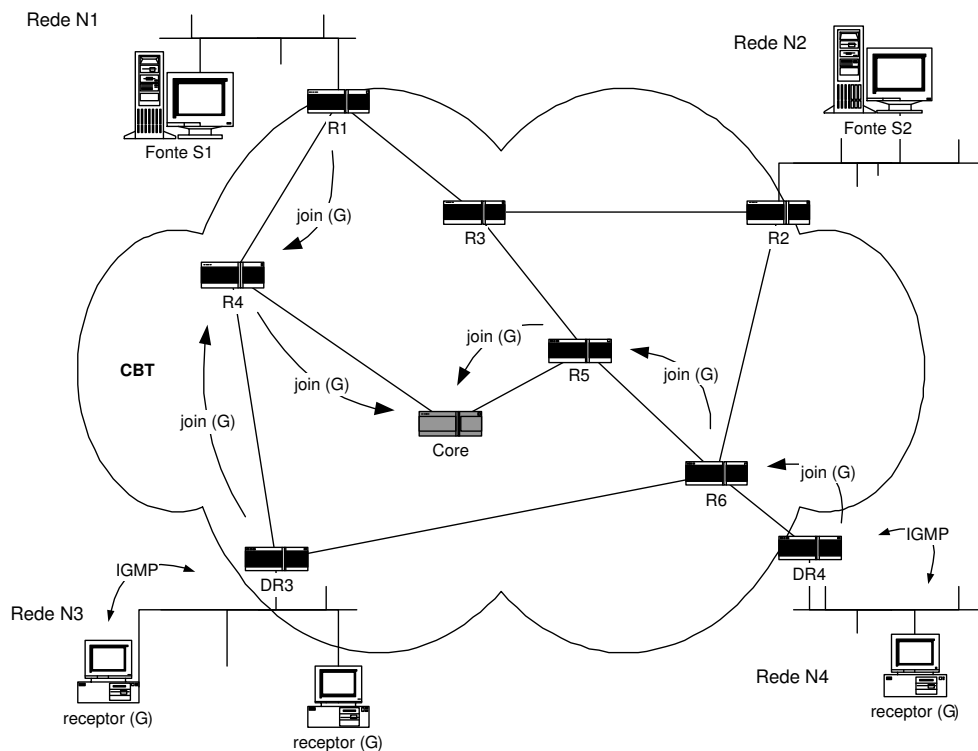 Rede N1
Rede N2
Fonte S1
Fonte S2
R1
join (G)
R3
R2
R4
join (G)
R5
join (G)
join (G)
CBT
join (G)
Core
R6
join (G)
IGMP
DR3
DR4
IGMP
Rede N3
Rede N4
receptor (G)
receptor (G)
receptor (G)